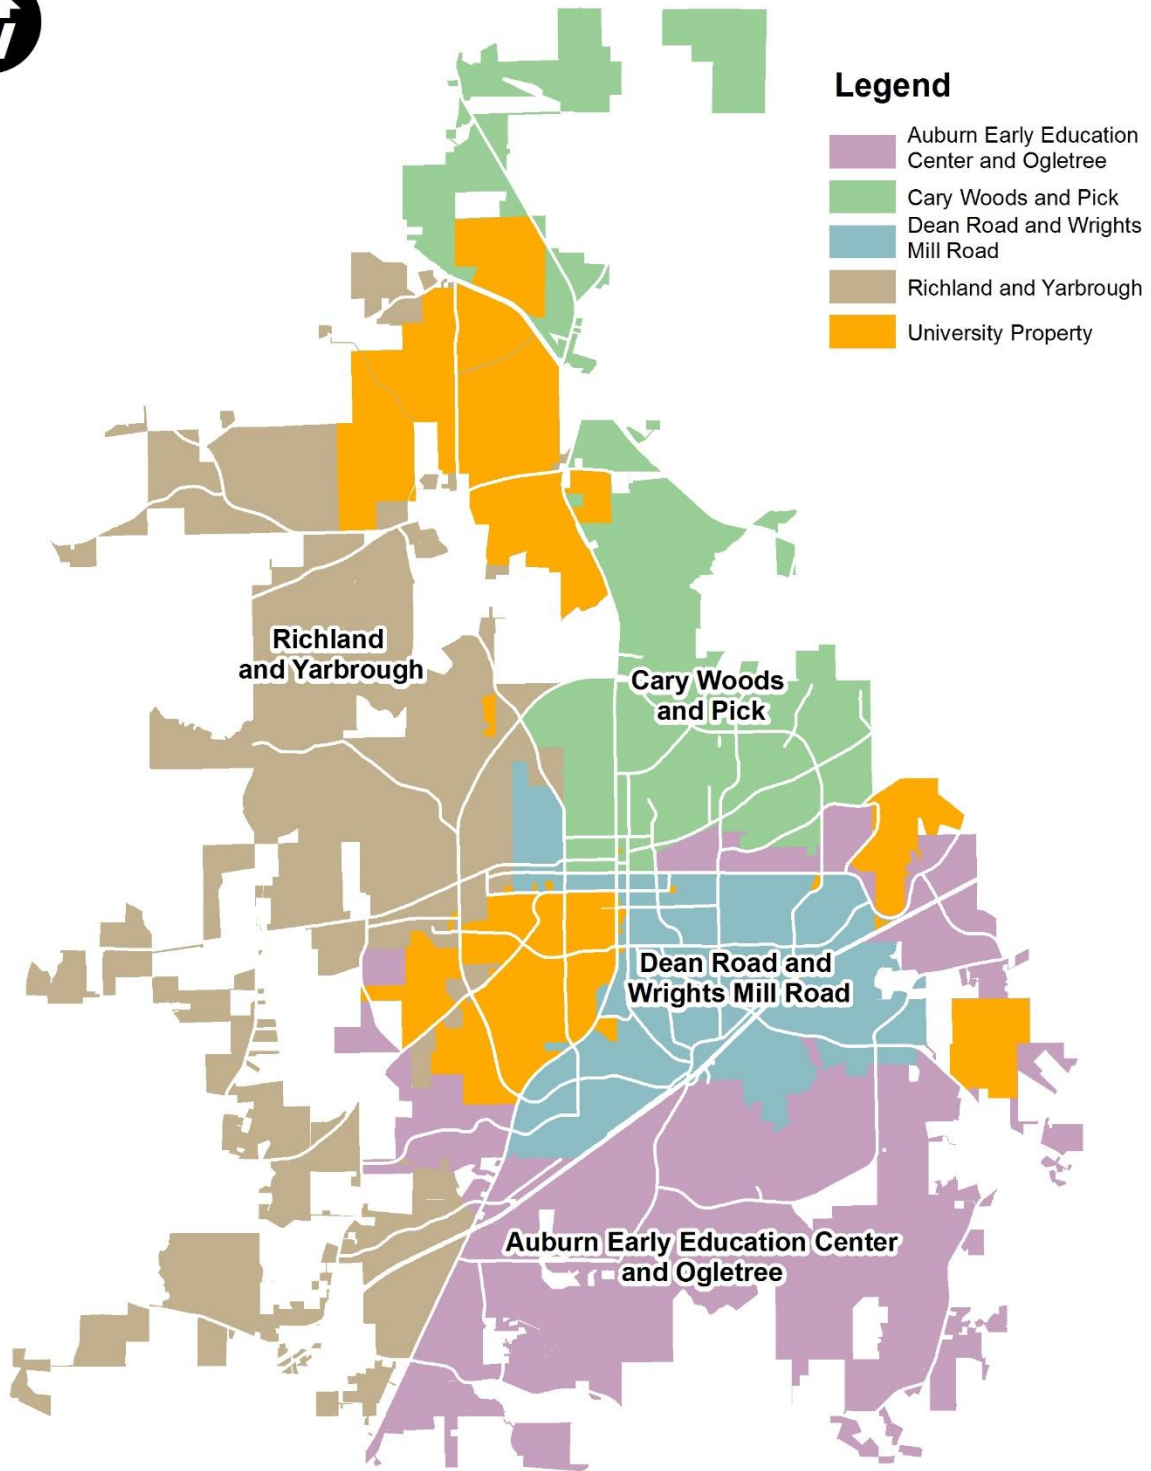 Legend
Auburn Early Education
Center and Ogletree
Cary Woods and Pick
Dean Road and Wrights
Mill Road
Richland and Yarbrough
University Property
Richland
and Yarbrough
Cary Woods
and Pick
Dean Road and
Wrights Mill Road
Auburn Early Education Center
and Ogletree